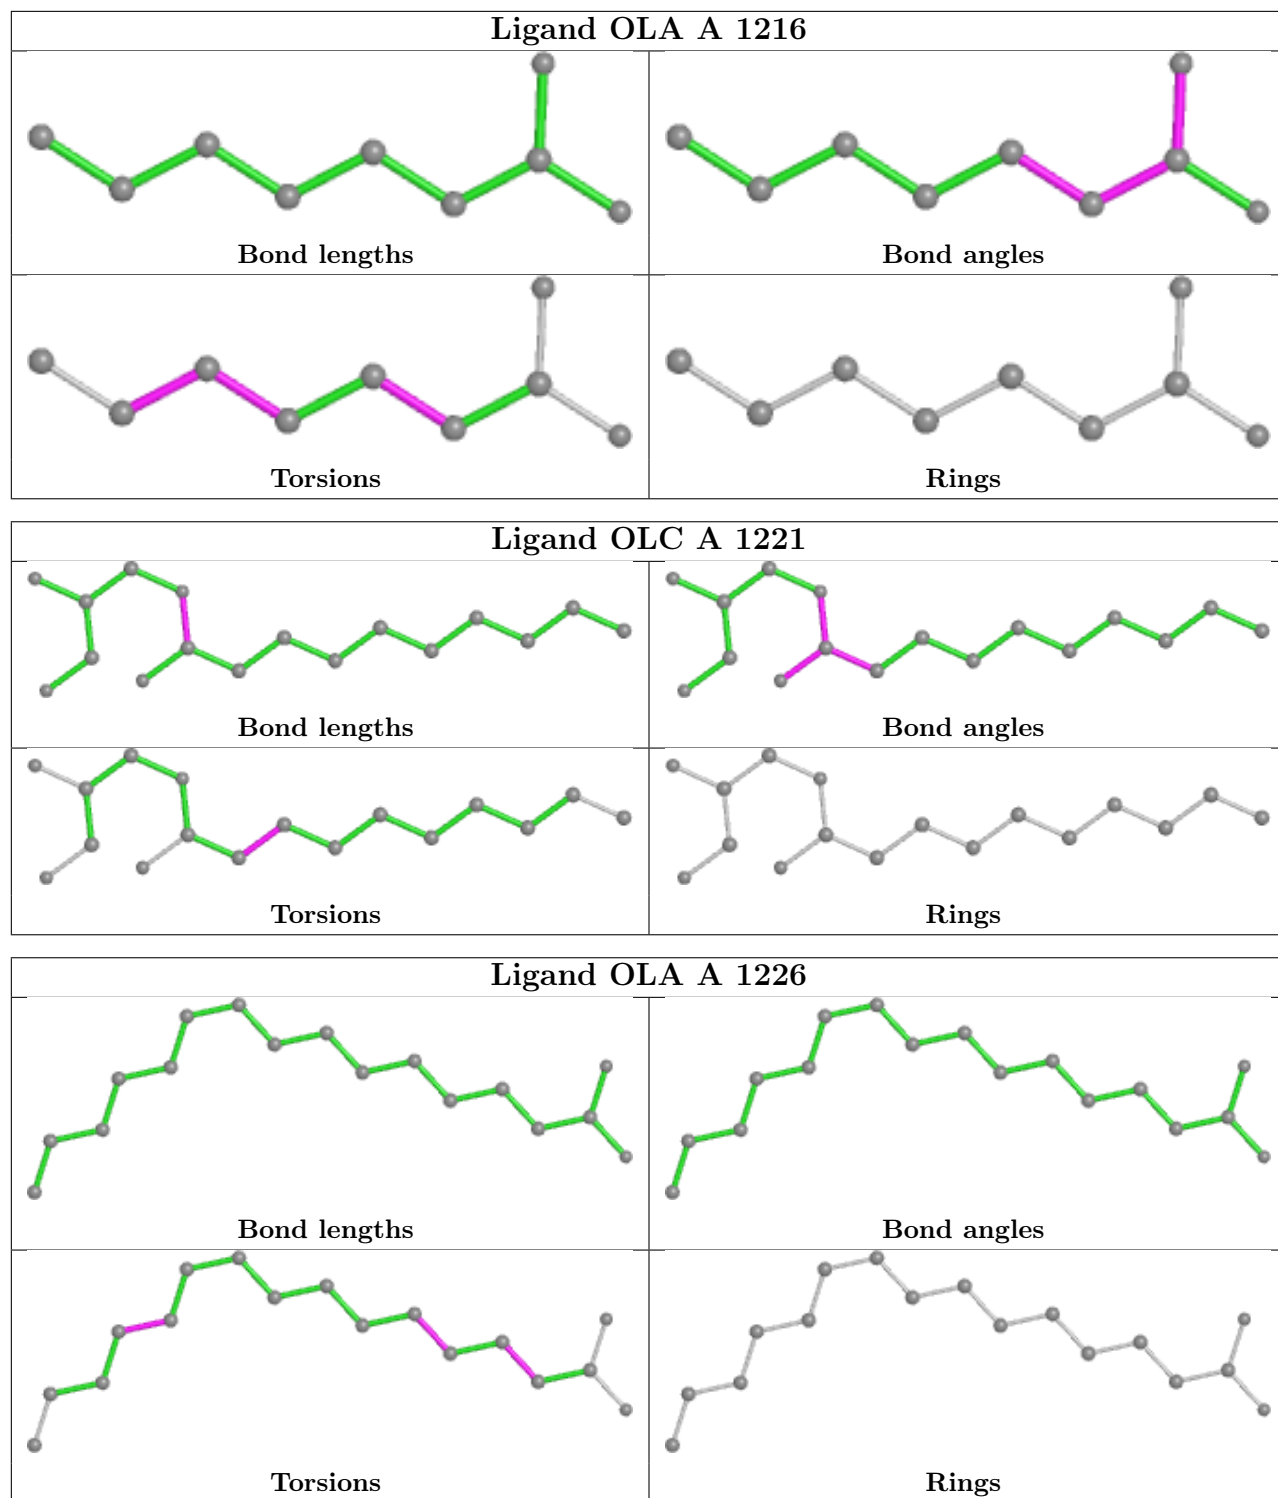 Ligand OLA A 1216
Bond lengths
Bond angles
Torsions
Rings
Ligand OLC A 1221
Bond lengths
Bond angles
Torsions
Rings
Ligand OLA A 1226
Bond lengths
Bond angles
Torsions
Rings